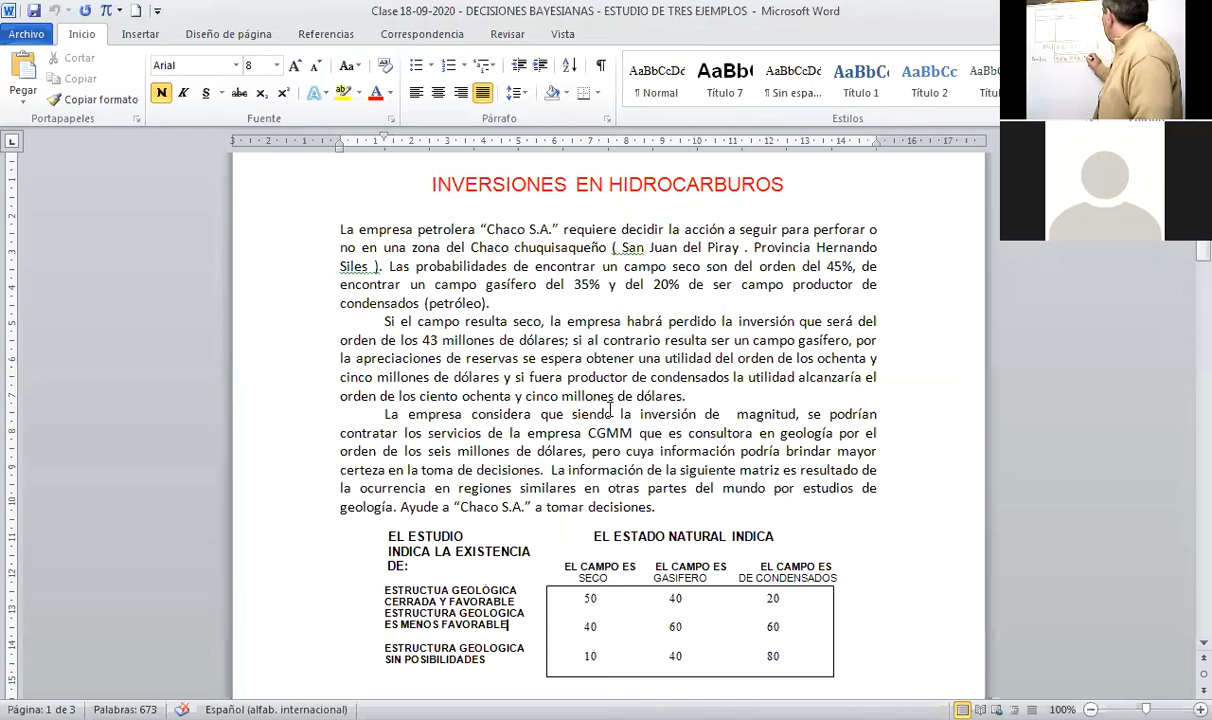 Clase 18-09-2020 - DECISIONES BAYESIANAS - ESTUDIO DE TRES EJEMPLOS - Microsoft Word
Archivo Inicio Insertar Diseño de página Referencias Correspondencia Revisar Vista
Pegar
Cortar
Copiar
Copiar formato
Portapapeles
Arial 8
Fuente
Párrafo
AaBbCcDd AaBbC AaBbCcDd AaBbCc AaBbCc
¶ Normal Título 7 ¶ Sin espa... Título 1 Título 2
Estilos
INVERSIONES EN HIDROCARBUROS
La empresa petrolera “Chaco S.A.” requiere decidir la acción a seguir para perforar o
no en una zona del Chaco chuquisaqueño ( San Juan del Piray . Provincia Hernando
Siles ). Las probabilidades de encontrar un campo seco son del orden del 45%, de
encontrar un campo gasífero del 35% y del 20% de ser campo productor de
condensados (petróleo).
Si el campo resulta seco, la empresa habrá perdido la inversión que será del
orden de los 43 millones de dólares; si al contrario resulta ser un campo gasífero, por
la apreciaciones de reservas se espera obtener una utilidad del orden de los ochenta y
cinco millones de dólares y si fuera productor de condensados la utilidad alcanzaría el
orden de los ciento ochenta y cinco millones de dólares.
La empresa considera que siendo la inversión de magnitud, se podrían
contratar los servicios de la empresa CGMM que es consultora en geología por el
orden de los seis millones de dólares, pero cuya información podría brindar mayor
certeza en la toma de decisiones. La información de la siguiente matriz es resultado de
la ocurrencia en regiones similares en otras partes del mundo por estudios de
geología. Ayude a “Chaco S.A.” a tomar decisiones.
EL ESTUDIO
INDICA LA EXISTENCIA
DE:
EL ESTADO NATURAL INDICA
EL CAMPO ES
SECO
EL CAMPO ES
GASIFERO
EL CAMPO ES
DE CONDENSADOS
ESTRUCTUA GEOLÓGICA
CERRADA Y FAVORABLE
50 40 20
ESTRUCTURA GEOLOGICA
ES MENOS FAVORABLE
40 60 60
ESTRUCTURA GEOLOGICA
SIN POSIBILIDADES
10 40 80
Página: 1 de 3 Palabras: 673 Español (alfab. internacional) 100%